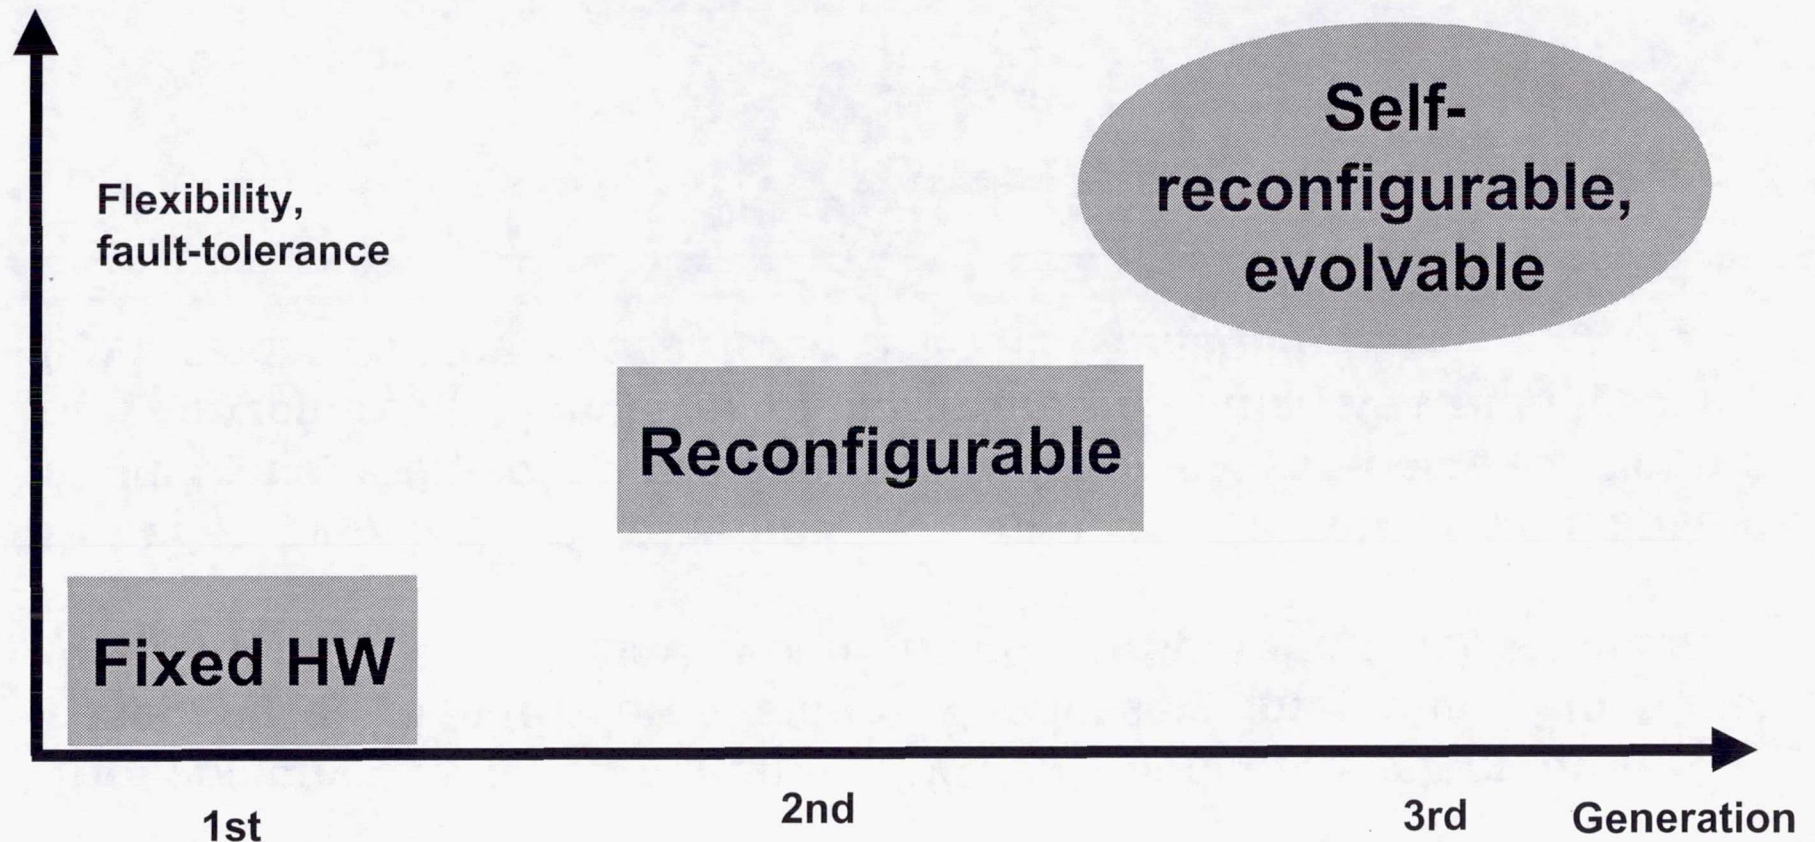 Self-
reconfigurable,
evolvable
Flexibility,
fault-tolerance
Reconfigurable
Fixed HW
1st
2nd
3rd
Generation